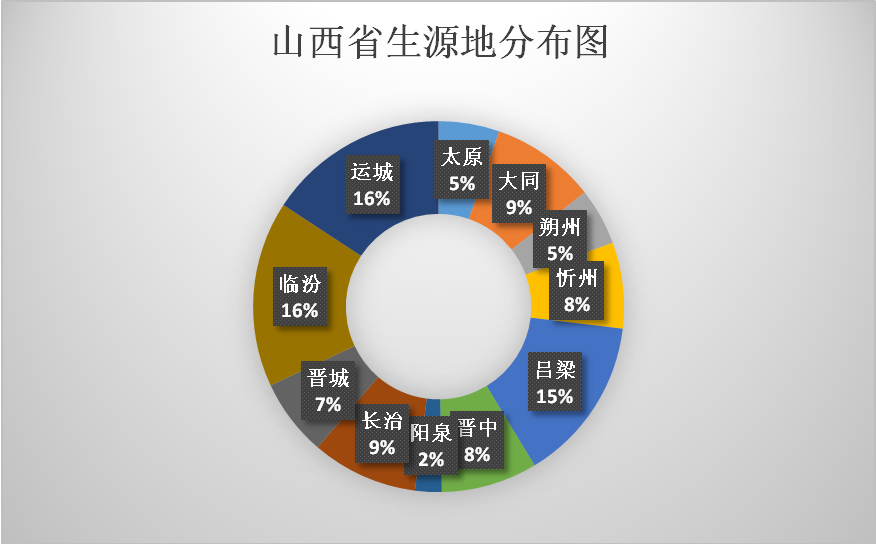 山西省生源地分布图
太原
5%
大同
9%
朔州
5%
忻州
8%
吕梁
15%
晋中
8%
阳泉
2%
长治
9%
晋城
7%
临汾
16%
运城
16%